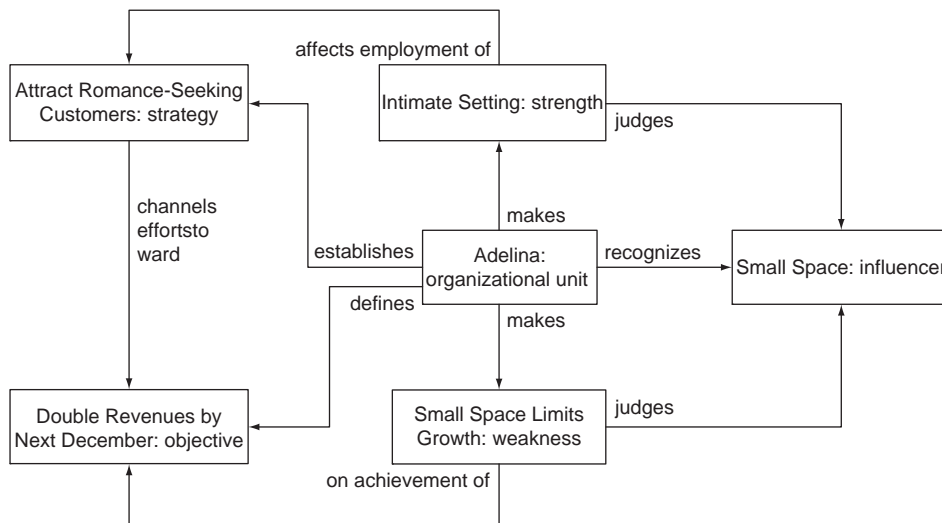 affects employment of
Attract Romance-Seeking
Customers: strategy
Intimate Setting: strength
judges
channels
effortsto
ward
makes
establishes
Adelina:
organizational unit
recognizes
Small Space: influencer
defines
makes
Double Revenues by
Next December: objective
Small Space Limits
Growth: weakness
judges
on achievement of